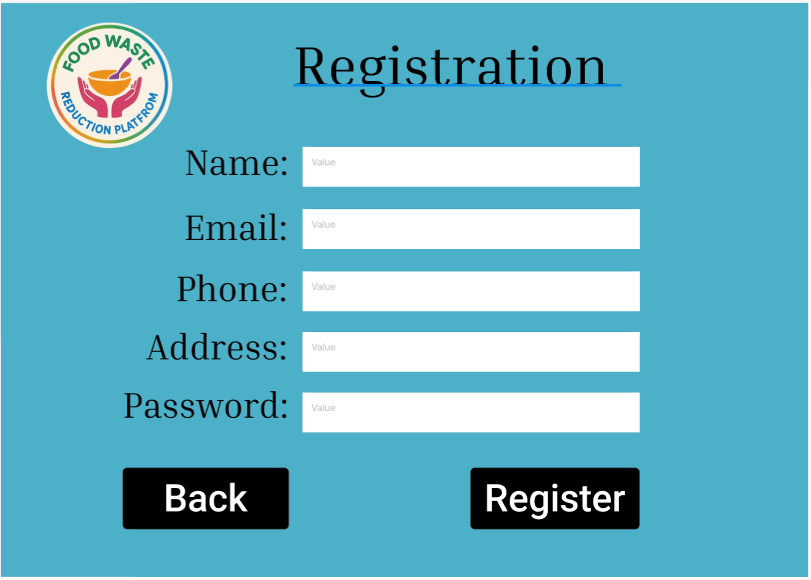 FOOD WASTE
REDUCTION PLATFROM
Registration
Name:
Value
Email:
Value
Phone:
Value
Address:
Value
Password:
Value
Back
Register